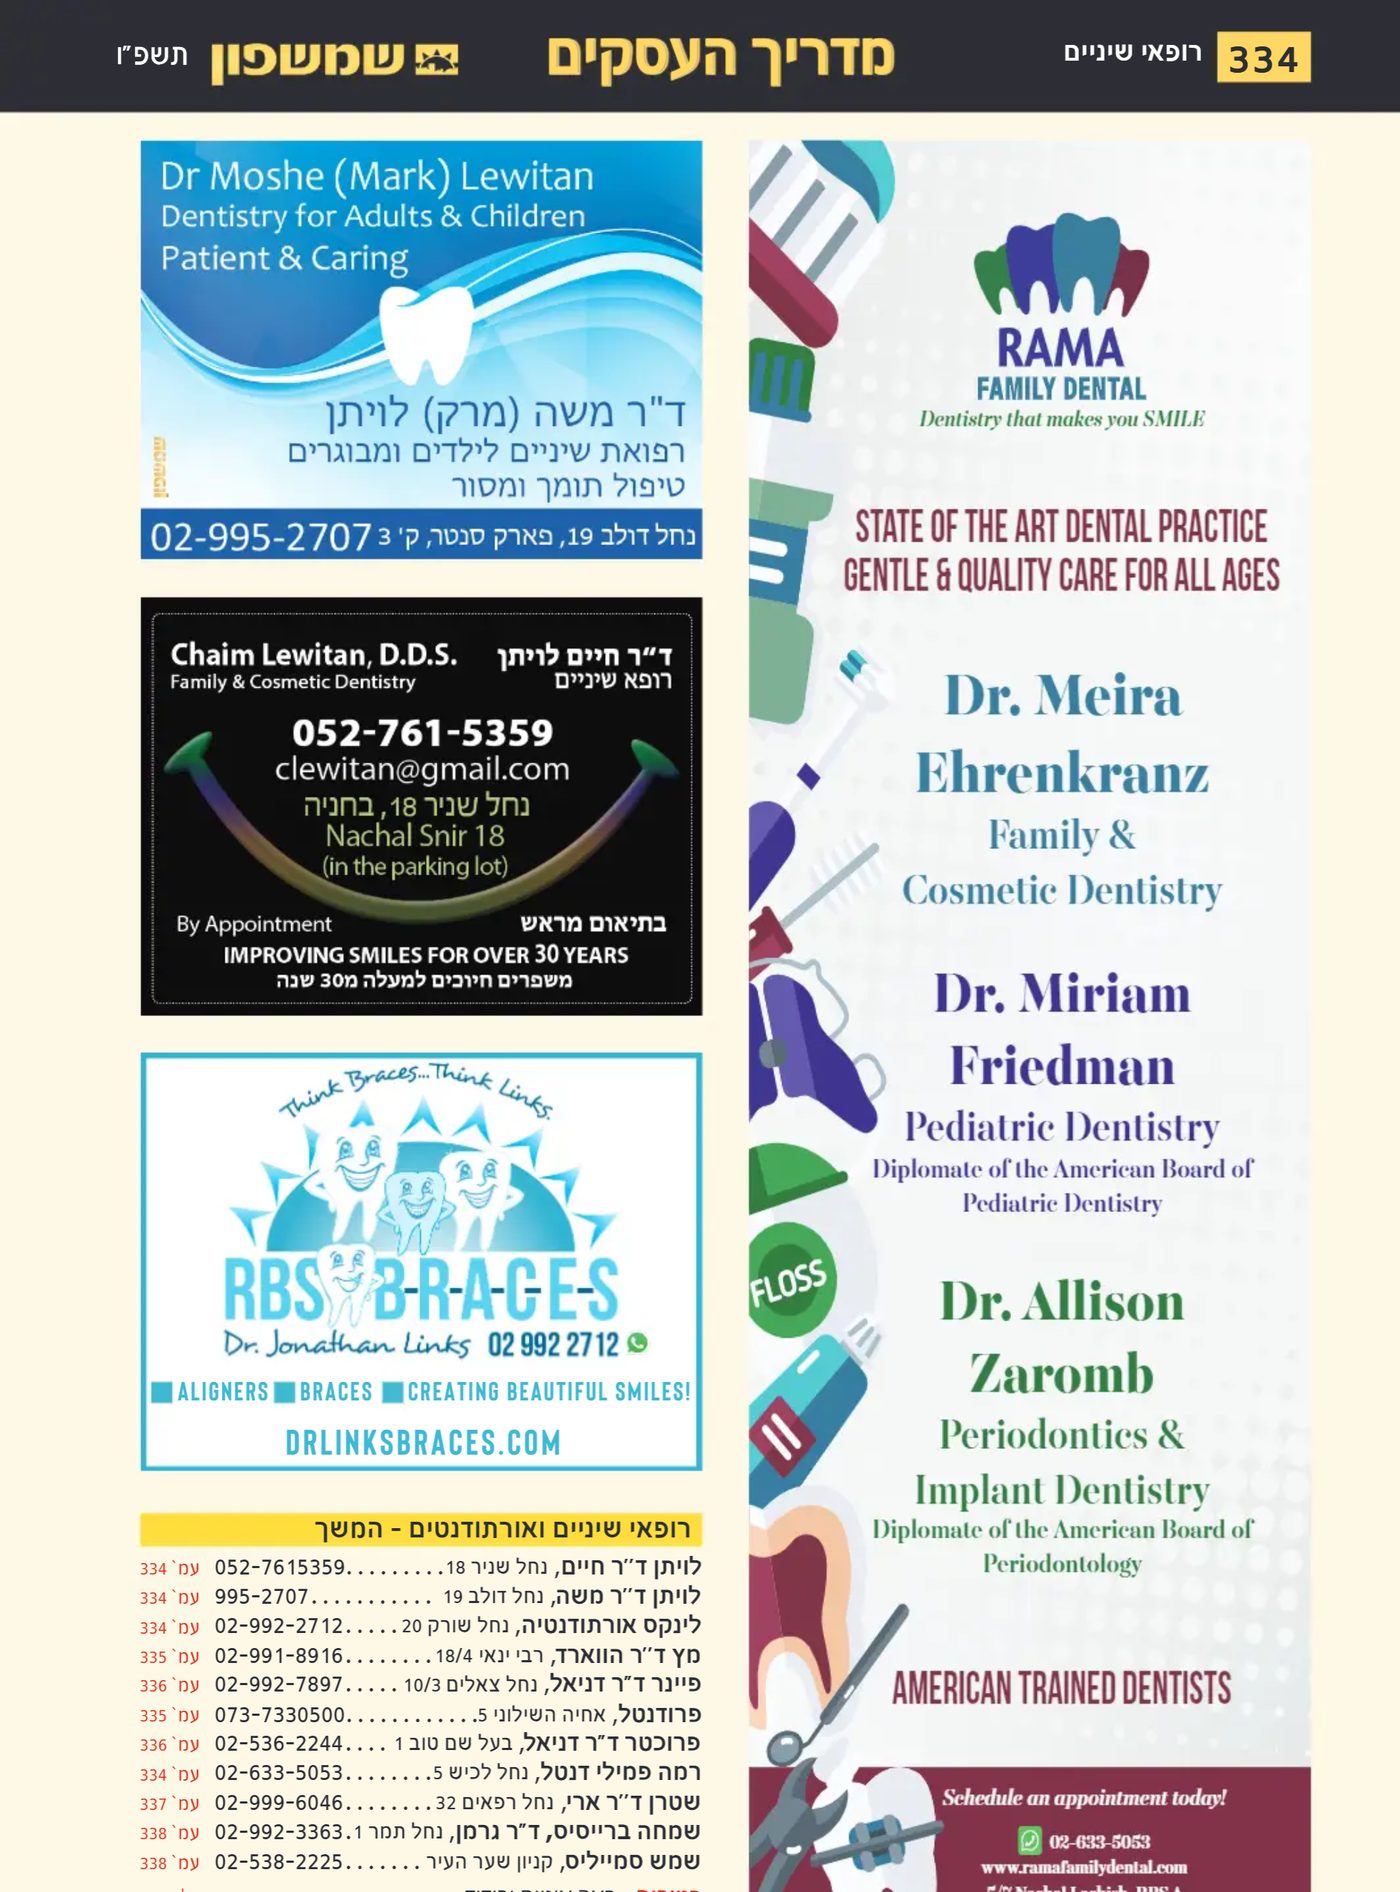 334
רופאי שיניים
מדריך העסקים
שמשפון
תשפ״ו
RAMA
FAMILY DENTAL
Dentistry that makes you SMILE
STATE OF THE ART DENTAL PRACTICE
GENTLE & QUALITY CARE FOR ALL AGES
Dr. Meira
Ehrenkranz
Family &
Cosmetic Dentistry
Dr. Miriam
Friedman
Pediatric Dentistry
Diplomate of the American Board of
Pediatric Dentistry
FLOSS
Dr. Allison
Zaromb
Periodontics &
Implant Dentistry
Diplomate of the American Board of
Periodontology
AMERICAN TRAINED DENTISTS
Schedule an appointment today!
02-633-5053
www.ramafamilydental.com
5/7 Nachal Lachish, RBS A
Dr Moshe (Mark) Lewitan
Dentistry for Adults & Children
Patient & Caring
ד"ר משה (מרק) לויתן
רפואת שיניים לילדים ומבוגרים
טיפול תומך ומסור
שמשפון
נחל דולב 19, פארק סנטר, ק' 3 02-995-2707
Chaim Lewitan, D.D.S. ד״ר חיים לויתן
Family & Cosmetic Dentistry רופא שיניים
052-761-5359
clewitan@gmail.com
נחל שניר 18, בחניה
Nachal Snir 18
(in the parking lot)
By Appointment בתיאום מראש
IMPROVING SMILES FOR OVER 30 YEARS
משפרים חיוכים למעלה מ30 שנה
Think Braces...Think Links.
RBS B-R-A-C-E-S
Dr. Jonathan Links 02 992 2712
ALIGNERS BRACES CREATING BEAUTIFUL SMILES!
DRLINKSBRACES.COM
רופאי שיניים ואורתודנטים - המשך
לויתן ד״ר חיים, נחל שניר 18.........052-7615359 עמ` 334
לויתן ד״ר משה, נחל דולב 19 ...........995-2707 עמ` 334
לינקס אורתודנטיה, נחל שורק 20.....02-992-2712 עמ` 334
מץ ד״ר הווארד, רבי ינאי 18/4........02-991-8916 עמ` 335
פיינר ד״ר דניאל, נחל צאלים 10/3 .....02-992-7897 עמ` 336
פרודנטל, אחיה השילוני 5............073-7330500 עמ` 335
פרוכטר ד״ר דניאל, בעל שם טוב 1 ....02-536-2244 עמ` 336
רמה פמילי דנטל, נחל לכיש 5........02-633-5053 עמ` 334
שטרן ד״ר ארי, נחל רפאים 32........02-999-6046 עמ` 337
שמחה ברייסיס, ד״ר גרמן, נחל תמר 1.02-992-3363 עמ` 338
שמש סמייליס, קניון שער העיר .......02-538-2225 עמ` 338